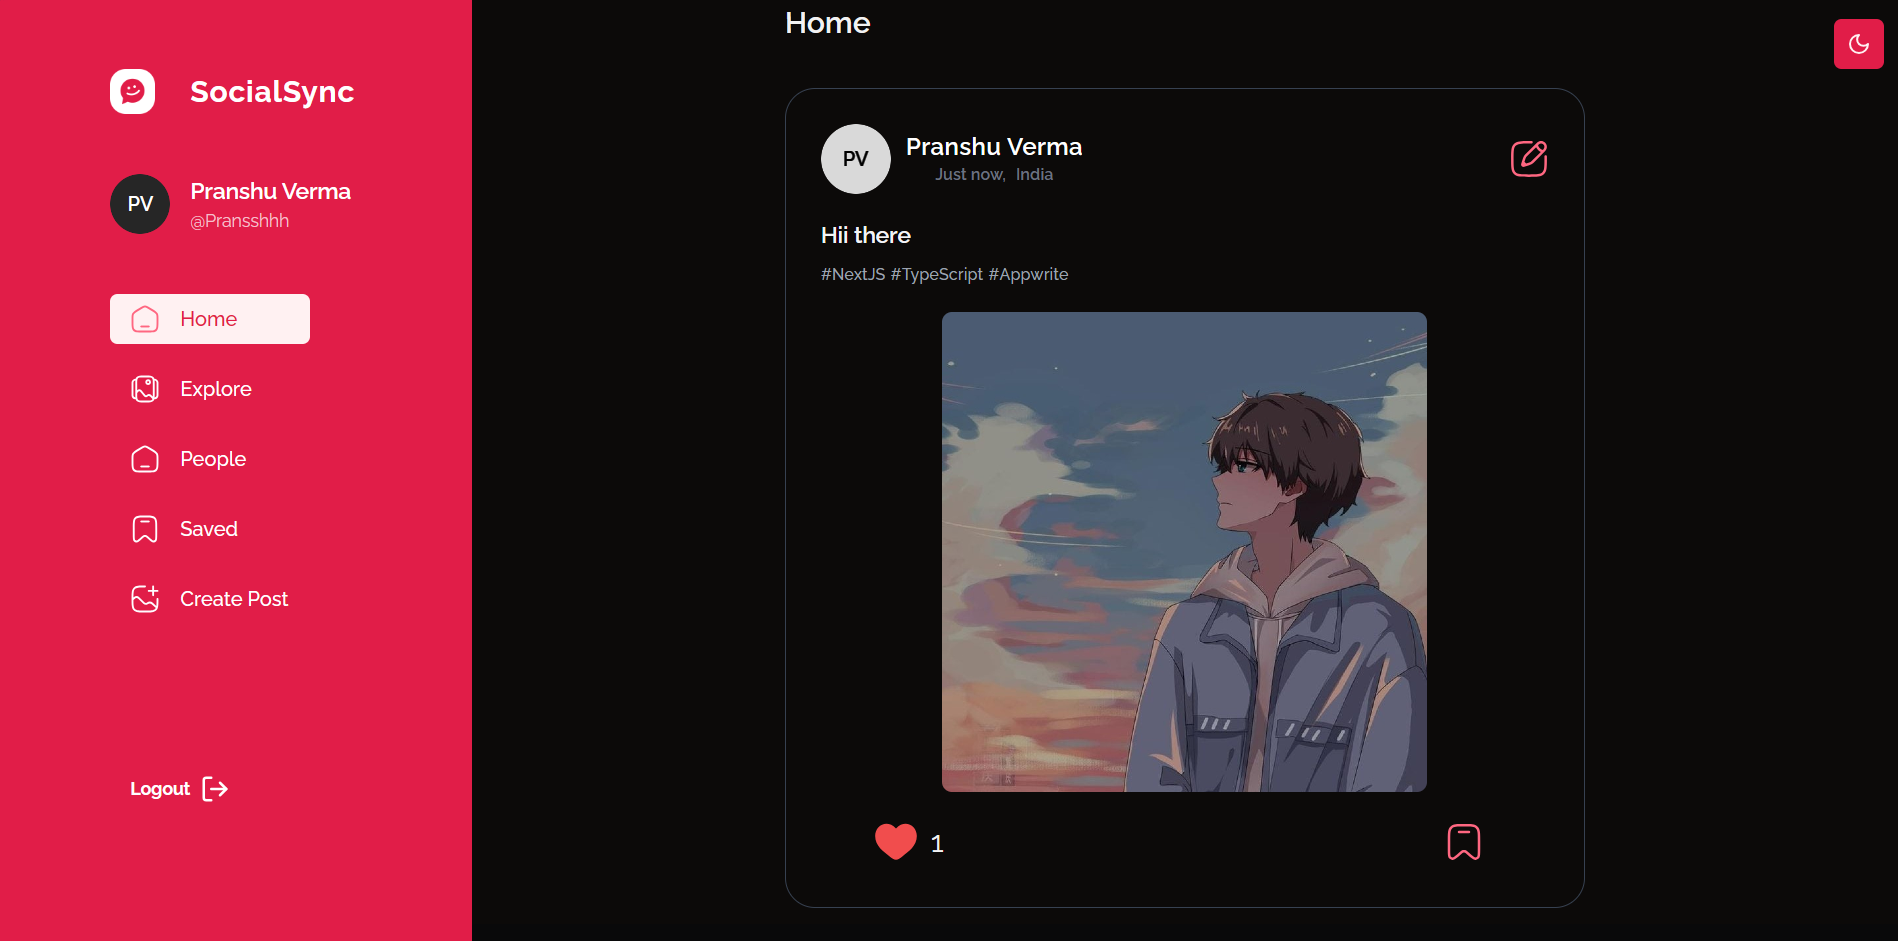 SocialSync
PV
Pranshu Verma
@Pransshhh
Home
Explore
People
Saved
Create Post
Logout
Home
PV
Pranshu Verma
Just now, India
Hii there
#NextJS #TypeScript #Appwrite
1